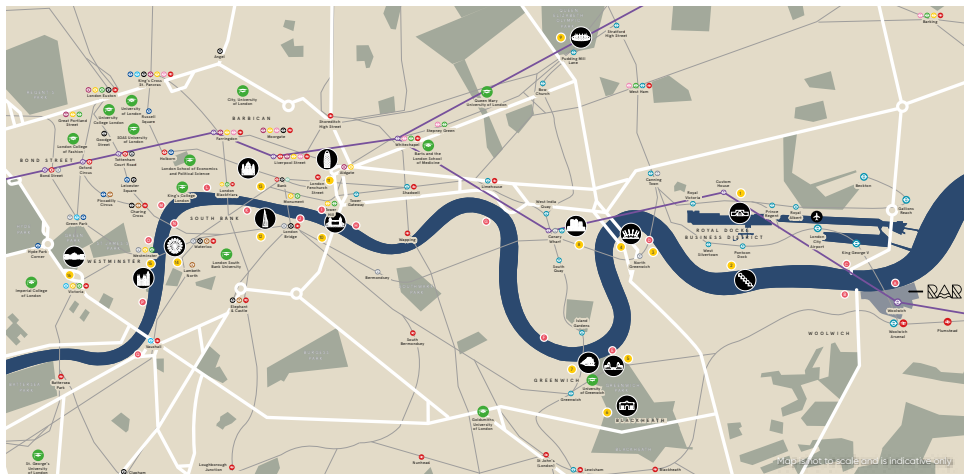 Barking
Stratford
High Street
Pudding Mill
Lane
Angel
King's Cross
St. Pancras
London Euston
University
of London
University
College London
Russell
Square
City, University
of London
Queen Mary
University of London
Bow
Church
West Ham
Great Portland
Street
BARBICAN
Shoreditch
High Street
SOAS University
of London
Goodge
Street
Moorgate
Farringdon
Stepney Green
Whitechapel
London College
of Fashion
Barts and the
London School
of Medicine
BOND STREET
Bond Street
Oxford
Circus
Tottenham
Court Road
Holborn
London School of Economics
and Political Science
Liverpool Street
Aldgate
Canning
Town
Custom
House
Royal
Victoria
Beckton
Gallions
Reach
Leicester
Square
King's College
London
London
Blackfriars
Bank
London
Fenchurch
Street
Monument
Tower
Gateway
Shadwell
Limehouse
West India
Quay
Piccadilly
Circus
Charing
Cross
SOUTH BANK
Prince
Regent
Royal
Albert
Green Park
London
Bridge
Wapping
Canary
Wharf
ROYAL DOCKS
BUSINESS DISTRICT
London
City
Airport
Hyde Park
Corner
Westminster
Waterloo
WESTMINSTER
West
Silvertown
Pontoon
Dock
King George V
London South
Bank University
Lambeth
North
Bermondsey
South
Quay
North
Greenwich
Imperial College
of London
Victoria
Elephant
& Castle
Woolwich
RAR
Island
Gardens
Vauxhall
South
Bermondsey
WOOLWICH
Woolwich
Arsenal
Plumstead
Battersea
Park
GREENWICH
University
of Greenwich
Greenwich
BLACKHEATH
Goldsmiths
University
of London
St. George's
University of
London
Clapham
Loughborough
Junction
Nunhead
St John's
(London)
Lewisham
Blackheath
Map is not to scale and is indicative only.